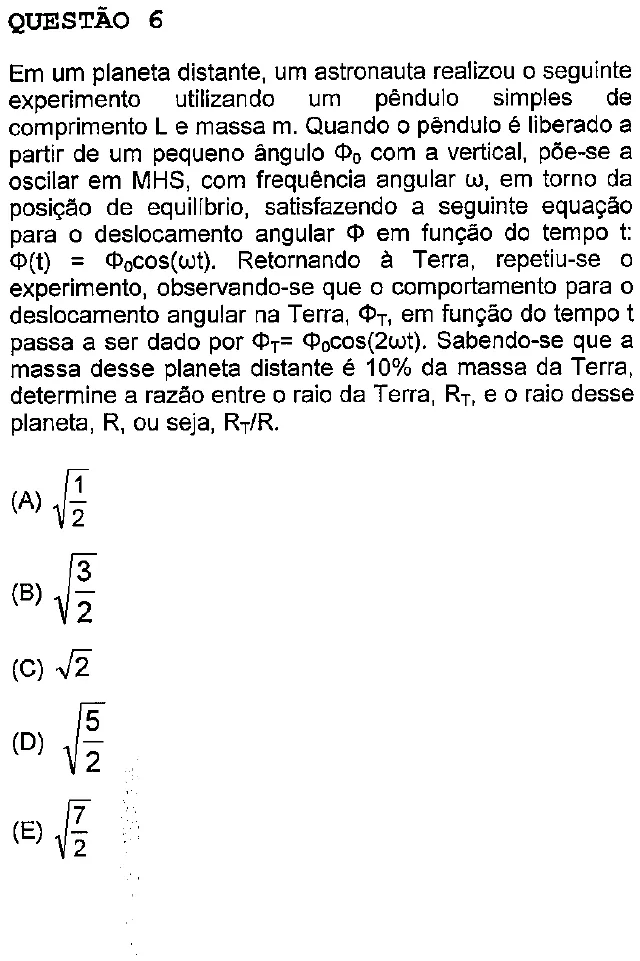 QUESTÃO 6
Em um planeta distante, um astronauta realizou o seguinte
experimento utilizando um pêndulo simples de
comprimento L e massa m. Quando o pêndulo é liberado a
partir de um pequeno ângulo Φ₀ com a vertical, põe-se a
oscilar em MHS, com frequência angular ω, em torno da
posição de equilíbrio, satisfazendo a seguinte equação
para o deslocamento angular Φ em função do tempo t:
Φ(t) = Φ₀cos(ωt). Retornando à Terra, repetiu-se o
experimento, observando-se que o comportamento para o
deslocamento angular na Terra, Φ_T, em função do tempo t
passa a ser dado por Φ_T= Φ₀cos(2ωt). Sabendo-se que a
massa desse planeta distante é 10% da massa da Terra,
determine a razão entre o raio da Terra, R_T, e o raio desse
planeta, R, ou seja, R_T/R.
(A) √(1/2)
(B) √(3/2)
(C) √2
(D) √(5/2)
(E) √(7/2)